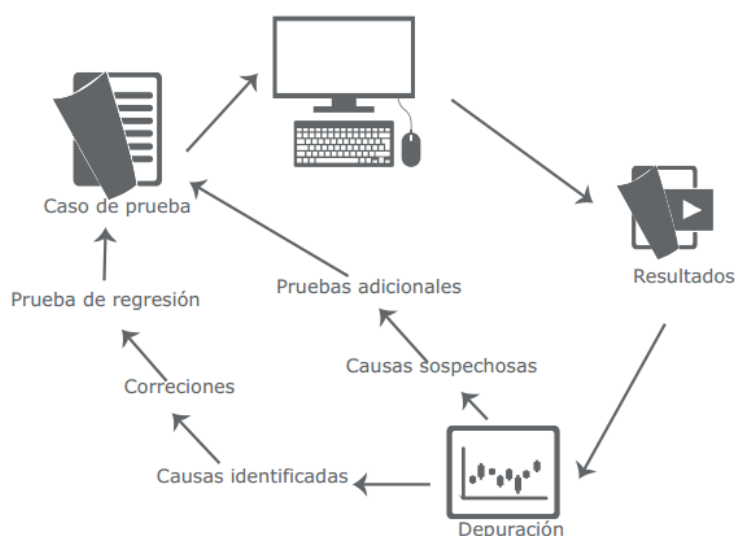 Caso de prueba
Resultados
Pruebas adicionales
Prueba de regresión
Causas sospechosas
Correciones
Causas identificadas
Depuración